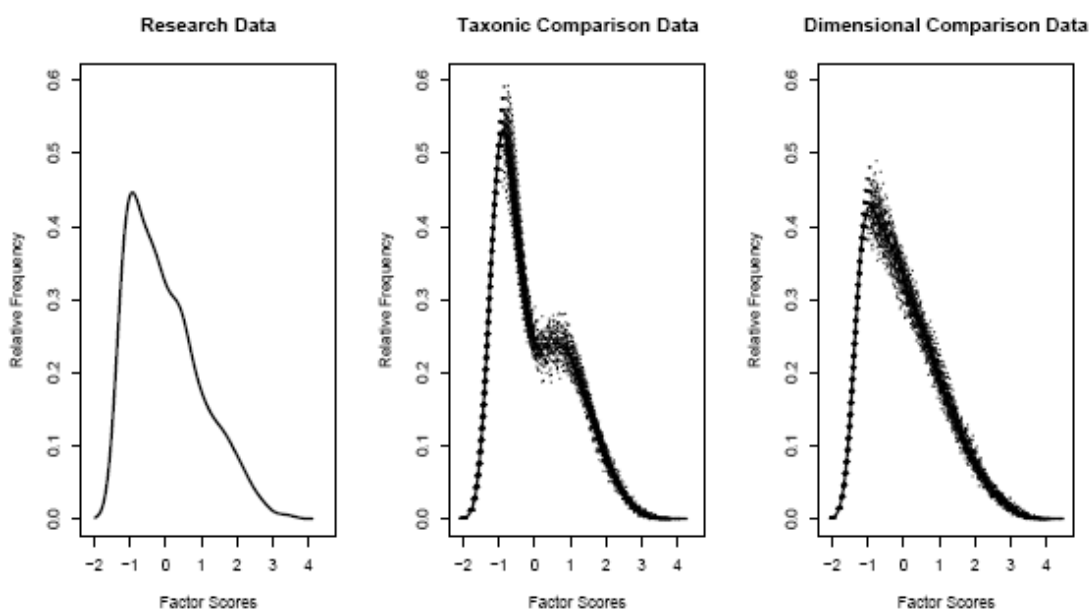 Research Data
Taxonic Comparison Data
Dimensional Comparison Data
Relative Frequency
0.6
0.5
0.4
0.3
0.2
0.1
0.0
−2 −1 0 1 2 3 4
Factor Scores
Relative Frequency
0.6
0.5
0.4
0.3
0.2
0.1
0.0
−2 −1 0 1 2 3 4
Factor Scores
Relative Frequency
0.6
0.5
0.4
0.3
0.2
0.1
0.0
−2 −1 0 1 2 3 4
Factor Scores